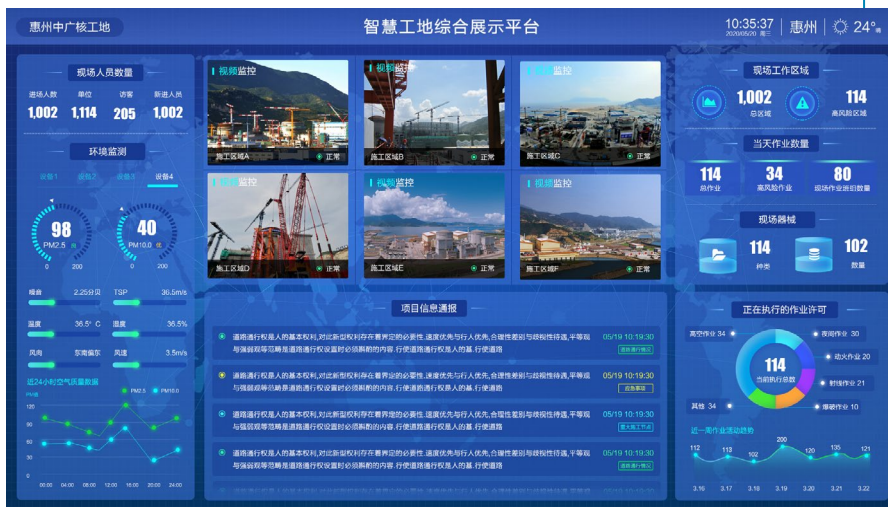 惠州中广核工地
智慧工地综合展示平台
10:35:37
2020/05/20 周三
惠州
24°
晴
现场人员数量
进场人数 单位 访客 新进人员
1,002 1,114 205 1,002
环境监测
设备1 设备2 设备3 设备4
98
PM2.5
0 200
40
PM10.0 优
0 200
噪音 2.25分贝 TSP 36.5m/s
温度 36.5° C 湿度 36.5%
风向 东南偏东 风速 3.5m/s
近24小时空气质量数据
PM值
PM2.5 PM10.0
120
90
60
30
0
00:00 04:00 08:00 12:00 16:00 20:00 24:00
视频监控
施工区域A 正常
视频监控
施工区域B 正常
视频监控
施工区域C 正常
视频监控
施工区域D 正常
视频监控
施工区域E 正常
视频监控
施工区域F 正常
项目信息通报
道路通行权是人的基本权利,对此新型权利存在着界定的必要性.速度优先与行人优先,合理性差别与歧视性待遇,平等观 05/19 10:19:30
与强弱观等范畴是道路通行权设置时必须斟酌的内容.行使道路通行权是人的基.行使道路 道路通行情况
道路通行权是人的基本权利,对此新型权利存在着界定的必要性.速度优先与行人优先,合理性差别与歧视性待遇,平等观 05/19 10:19:30
与强弱观等范畴是道路通行权设置时必须斟酌的内容.行使道路通行权是人的基.行使道路 应急事项
道路通行权是人的基本权利,对此新型权利存在着界定的必要性.速度优先与行人优先,合理性差别与歧视性待遇,平等观 05/19 10:19:30
与强弱观等范畴是道路通行权设置时必须斟酌的内容.行使道路通行权是人的基.行使道路 重大施工节点
道路通行权是人的基本权利,对此新型权利存在着界定的必要性.速度优先与行人优先,合理性差别与歧视性待遇,平等观 05/19 10:19:30
与强弱观等范畴是道路通行权设置时必须斟酌的内容.行使道路通行权是人的基.行使道路 道路通行情况
现场工作区域
1,002 114
总区域 高风险区域
当天作业数量
114 34 80
总作业 高风险作业 现场作业班组数量
现场器械
114 102
种类 数量
正在执行的作业许可
高空作业 34
夜间作业 30
动火作业 20
射线作业 21
爆破作业 10
其他 34
114
当前执行总数
近一周作业活动趋势
112 113 102 200 120 135 121
3.16 3.17 3.18 3.19 3.20 3.21 3.22